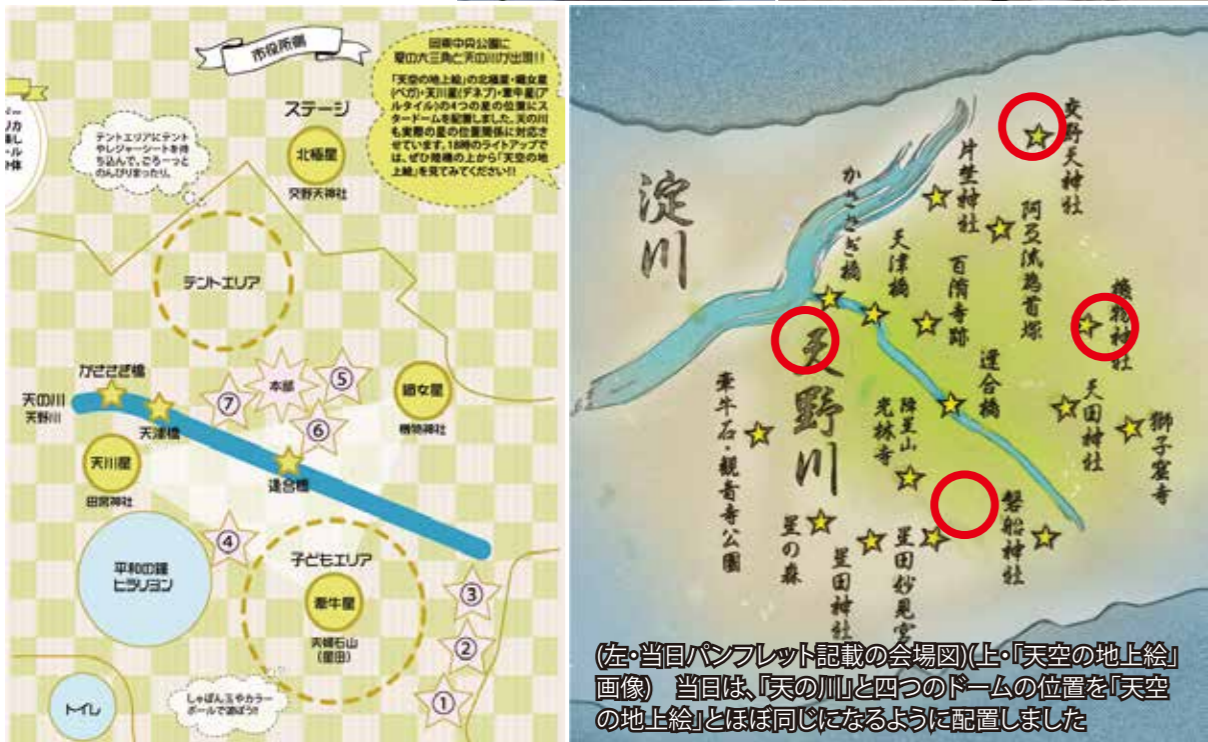 市役所側
ステージ
北極星
交野天神社
田東中央公園に
夏の大三角と天の川が出現!!
「天空の地上絵」の北極星・織女星
(ベガ)・天川星(デネブ)・牽牛星(ア
ルタイル)の4つの星の位置にス
タードームを配置しました。天の川
も実際の星の位置関係に対応さ
せています。18時のライトアップで
は、ぜひ陸橋の上から「天空の地
上絵」を見てみてください!!
テントエリアにテント
やレジャーシートを持
ち込んで、ごろーっと
のんびりまったり。
テントエリア
かささぎ橋
天の川
天野川
天津橋
⑦
本部
⑤
⑥
織女星
機物神社
天川星
田宮神社
逢合橋
平和の鐘
ヒラリヨン
④
子どもエリア
牽牛星
夫婦石山
(星田)
③
②
①
しゃぼん玉やカラー
ボールで遊ぼう!!
トイレ
淀川
かささぎ橋
天津橋
片埜神社
百済寺跡
阿弖流為首塚
交野天神社
機物神社
天田神社
獅子窟寺
逢合橋
天野川
降星山
光林寺
牽牛石・観音寺公園
星の森
星田神社
星田妙見宮
磐船神社
(左・当日パンフレット記載の会場図)(上・「天空の地上絵」
画像)　当日は、「天の川」と四つのドームの位置を「天空
の地上絵」とほぼ同じになるように配置しました